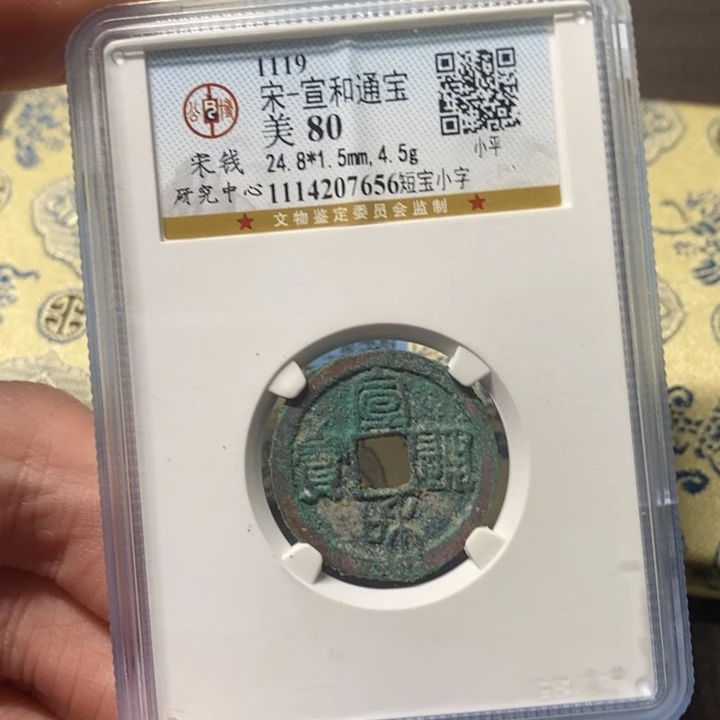 1119
宋-宣和通宝
美 80
小平
宋钱 24.8*1.5mm,4.5g
研究中心 1114207656短宝小字
★ 文物鉴定委员会监制 ★
宣
和
通
寳